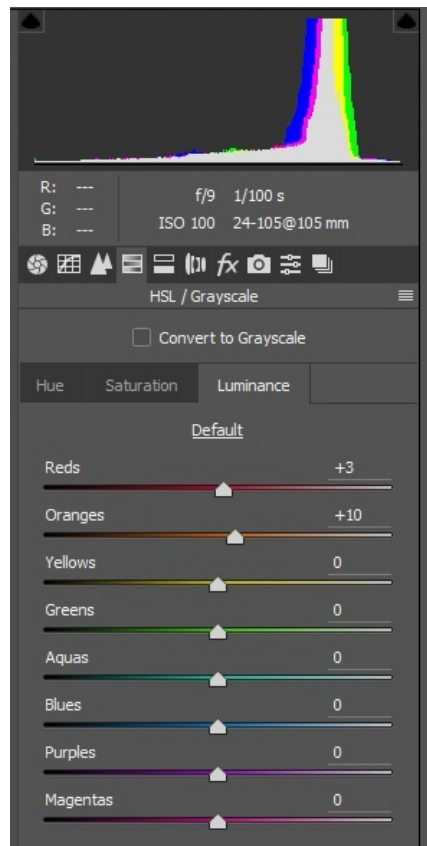 R: ---
G: ---
B: ---
f/9 1/100 s
ISO 100 24-105@105 mm
fx
HSL / Grayscale
Convert to Grayscale
Hue Saturation Luminance
Default
Reds +3
Oranges +10
Yellows 0
Greens 0
Aquas 0
Blues 0
Purples 0
Magentas 0